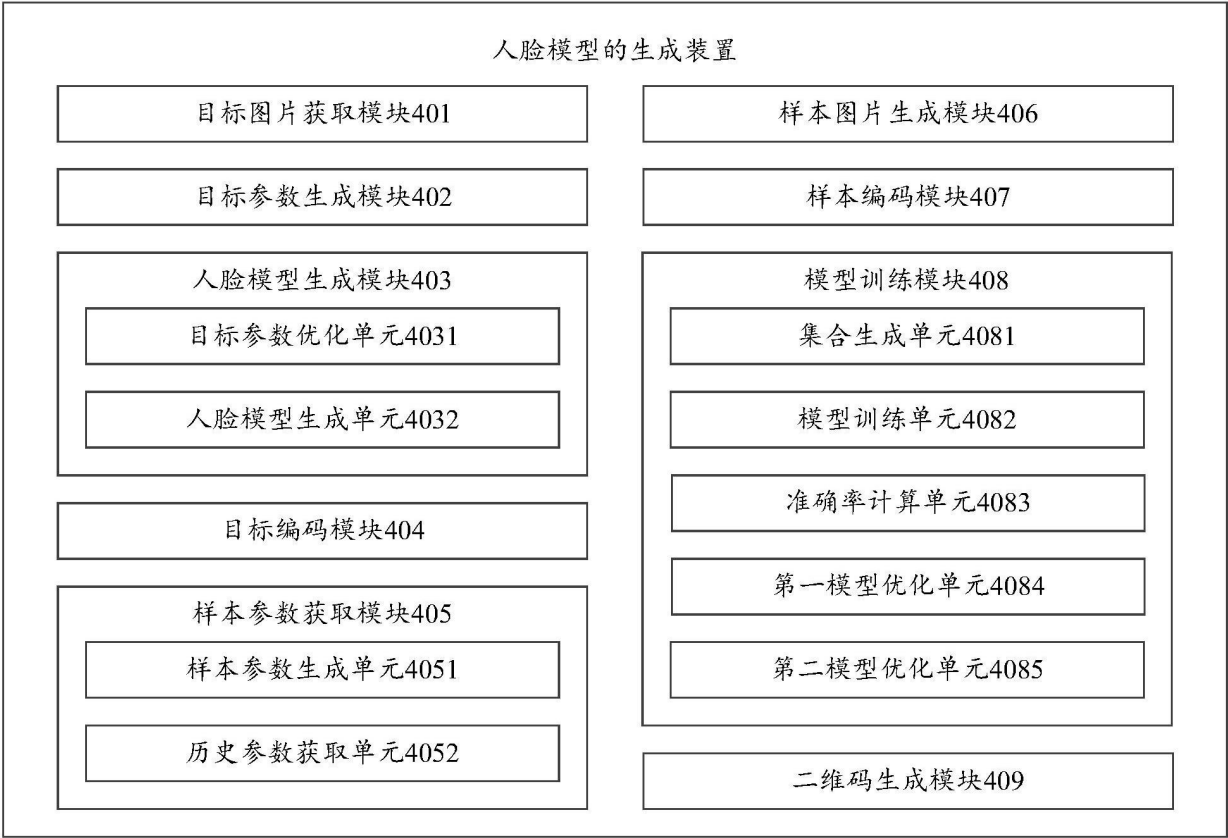 人脸模型的生成装置
目标图片获取模块401
目标参数生成模块402
人脸模型生成模块403
目标参数优化单元4031
人脸模型生成单元4032
目标编码模块404
样本参数获取模块405
样本参数生成单元4051
历史参数获取单元4052
样本图片生成模块406
样本编码模块407
模型训练模块408
集合生成单元4081
模型训练单元4082
准确率计算单元4083
第一模型优化单元4084
第二模型优化单元4085
二维码生成模块409